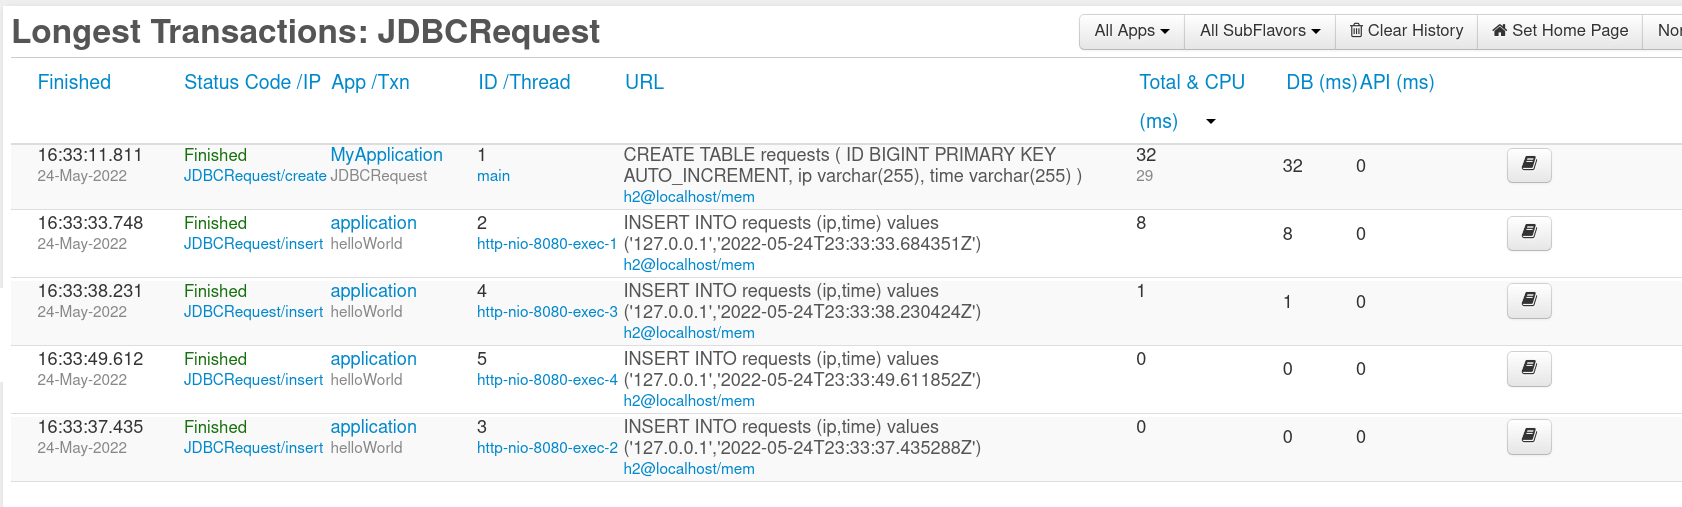 Longest Transactions: JDBCRequest
All Apps All SubFlavors Clear History Set Home Page
Finished Status Code /IP App /Txn ID /Thread URL Total & CPU DB (ms) API (ms)
(ms)
16:33:11.811 Finished MyApplication 1 CREATE TABLE requests ( ID BIGINT PRIMARY KEY 32
24-May-2022 JDBCRequest/create JDBCRequest main AUTO_INCREMENT, ip varchar(255), time varchar(255) ) 29 32 0
h2@localhost/mem
16:33:33.748 Finished application 2 INSERT INTO requests (ip,time) values 8
24-May-2022 JDBCRequest/insert helloWorld http-nio-8080-exec-1 ('127.0.0.1','2022-05-24T23:33:33.684351Z') 8 0
h2@localhost/mem
16:33:38.231 Finished application 4 INSERT INTO requests (ip,time) values 1
24-May-2022 JDBCRequest/insert helloWorld http-nio-8080-exec-3 ('127.0.0.1','2022-05-24T23:33:38.230424Z') 1 0
h2@localhost/mem
16:33:49.612 Finished application 5 INSERT INTO requests (ip,time) values 0
24-May-2022 JDBCRequest/insert helloWorld http-nio-8080-exec-4 ('127.0.0.1','2022-05-24T23:33:49.611852Z') 0 0
h2@localhost/mem
16:33:37.435 Finished application 3 INSERT INTO requests (ip,time) values 0
24-May-2022 JDBCRequest/insert helloWorld http-nio-8080-exec-2 ('127.0.0.1','2022-05-24T23:33:37.435288Z') 0 0
h2@localhost/mem